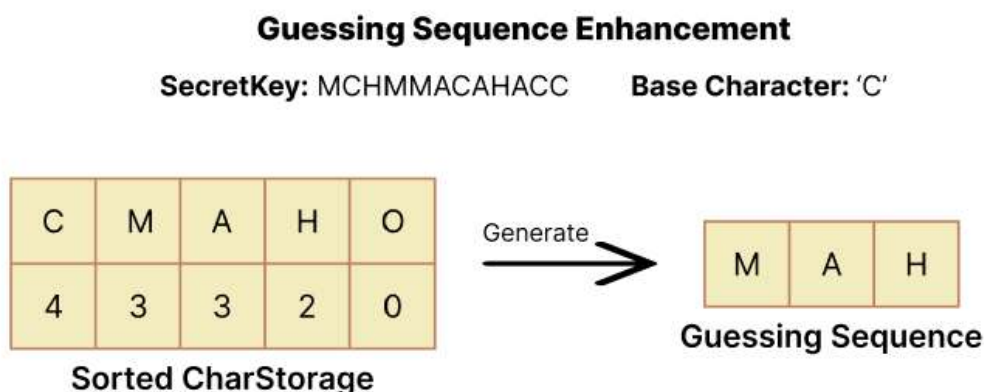 Guessing Sequence Enhancement
SecretKey: MCHMMACAHACC Base Character: ‘C’
C M A H O
4 3 3 2 0
Sorted CharStorage
Generate
M A H
Guessing Sequence